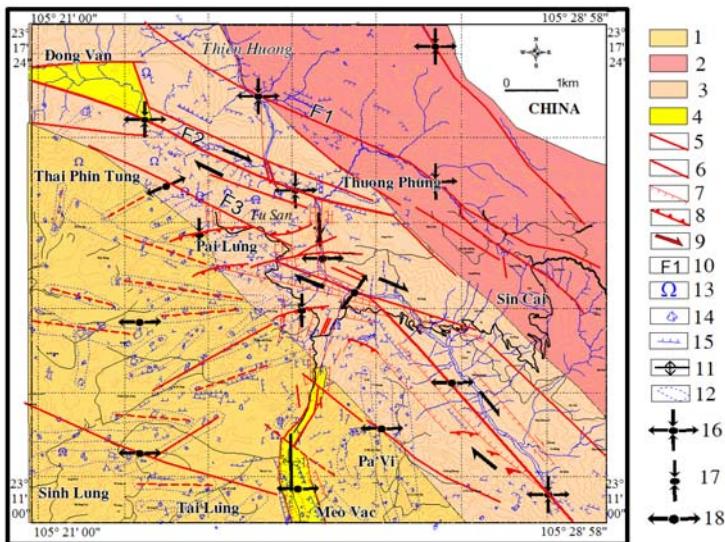 105° 21' 00"
105° 28' 58"
23°
17'
24"
23°
17'
24"
Dong Van
Thien Huong
F1
1km
CHINA
F2
Thai Phin Tung
Thuong Phung
F3
Tu San
Pai Lung
Sin Cai
Pa Vi
Sinh Lung
Tai Lung
Meo Vac
23°
11'
00"
23°
11'
00"
105° 21' 00"
105° 28' 58"
1
2
3
4
5
6
7
8
9
F1 10
Ω 13
14
15
11
12
16
17
18